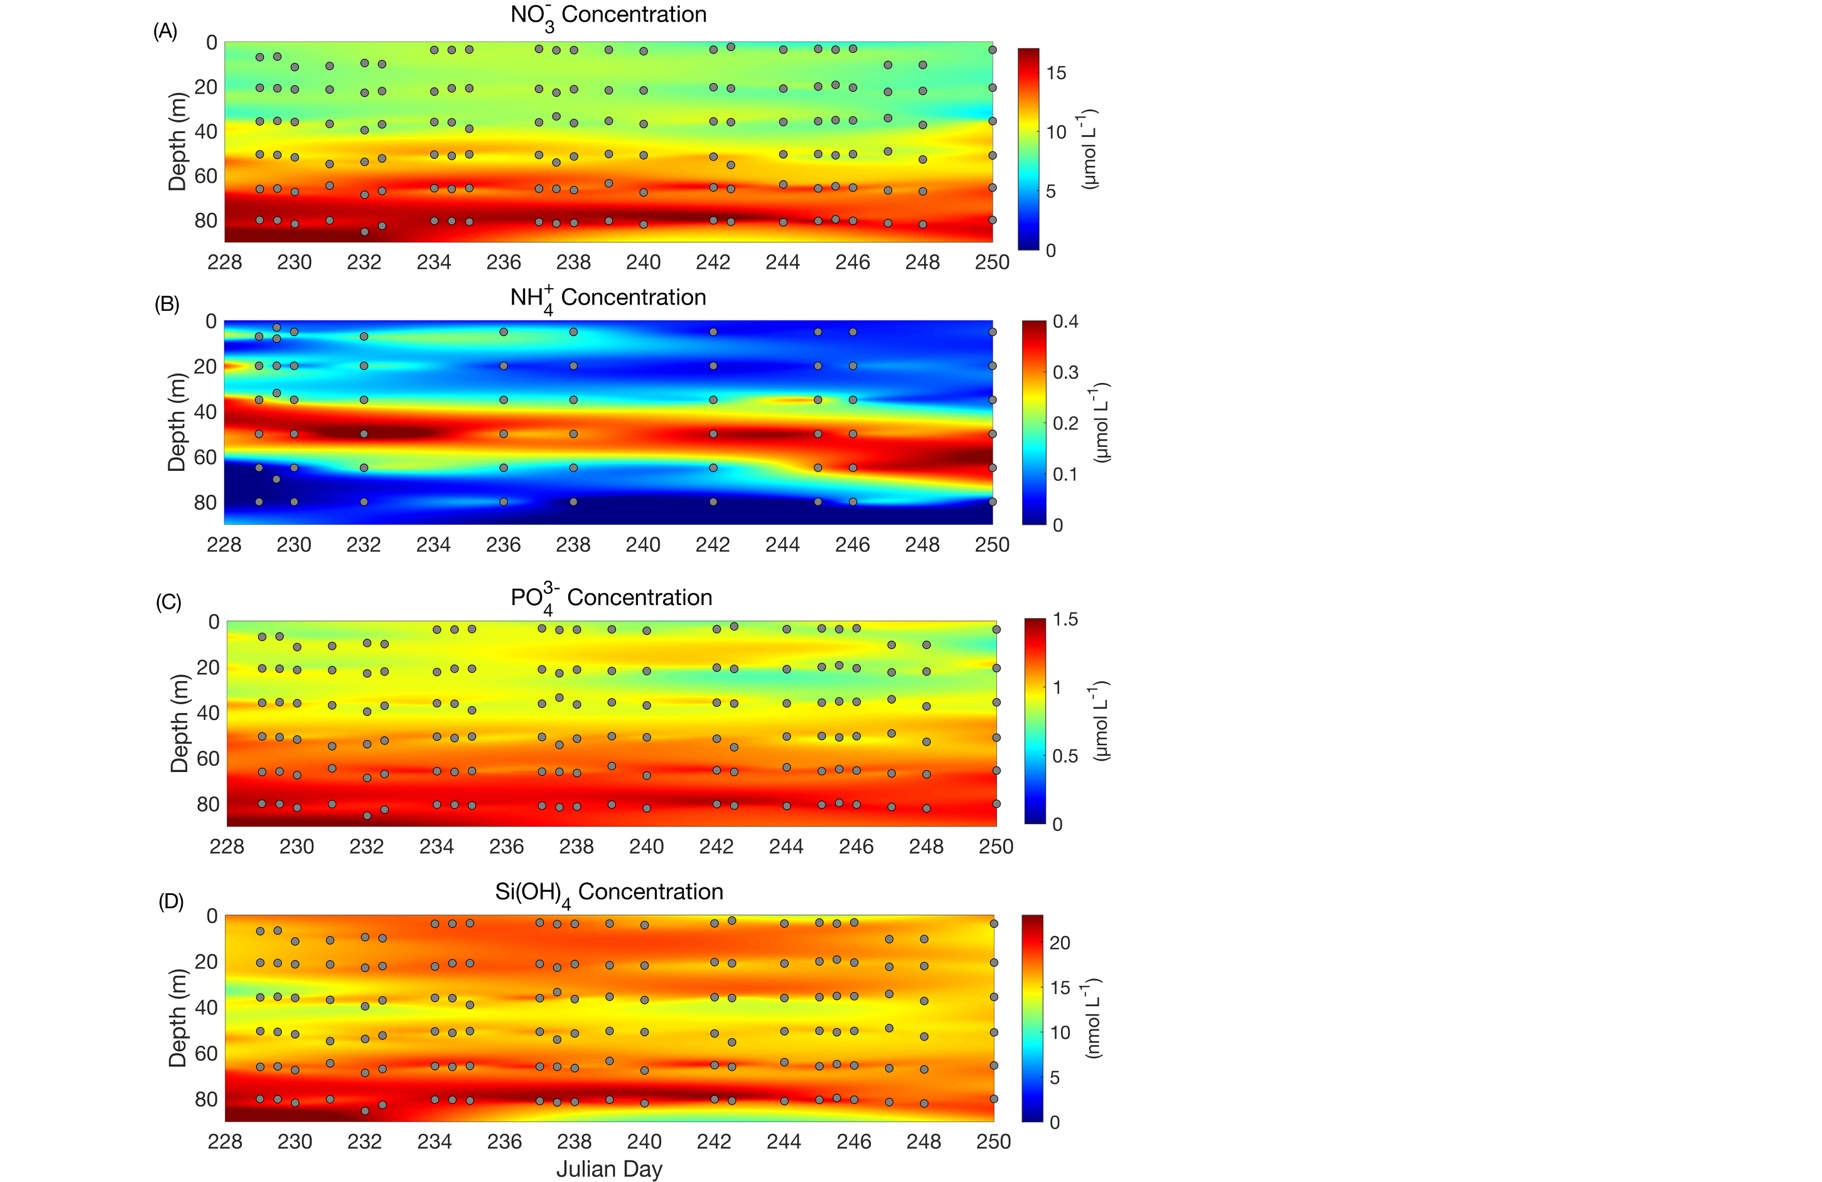 (A)
NO3- Concentration
0
20
40
60
80
Depth (m)
228 230 232 234 236 238 240 242 244 246 248 250
15
10
5
0
(µmol L-1)
(B)
NH4+ Concentration
0
20
40
60
80
Depth (m)
228 230 232 234 236 238 240 242 244 246 248 250
0.4
0.3
0.2
0.1
0
(µmol L-1)
(C)
PO43- Concentration
0
20
40
60
80
Depth (m)
228 230 232 234 236 238 240 242 244 246 248 250
1.5
1
0.5
0
(µmol L-1)
(D)
Si(OH)4 Concentration
0
20
40
60
80
Depth (m)
228 230 232 234 236 238 240 242 244 246 248 250
Julian Day
20
15
10
5
0
(nmol L-1)